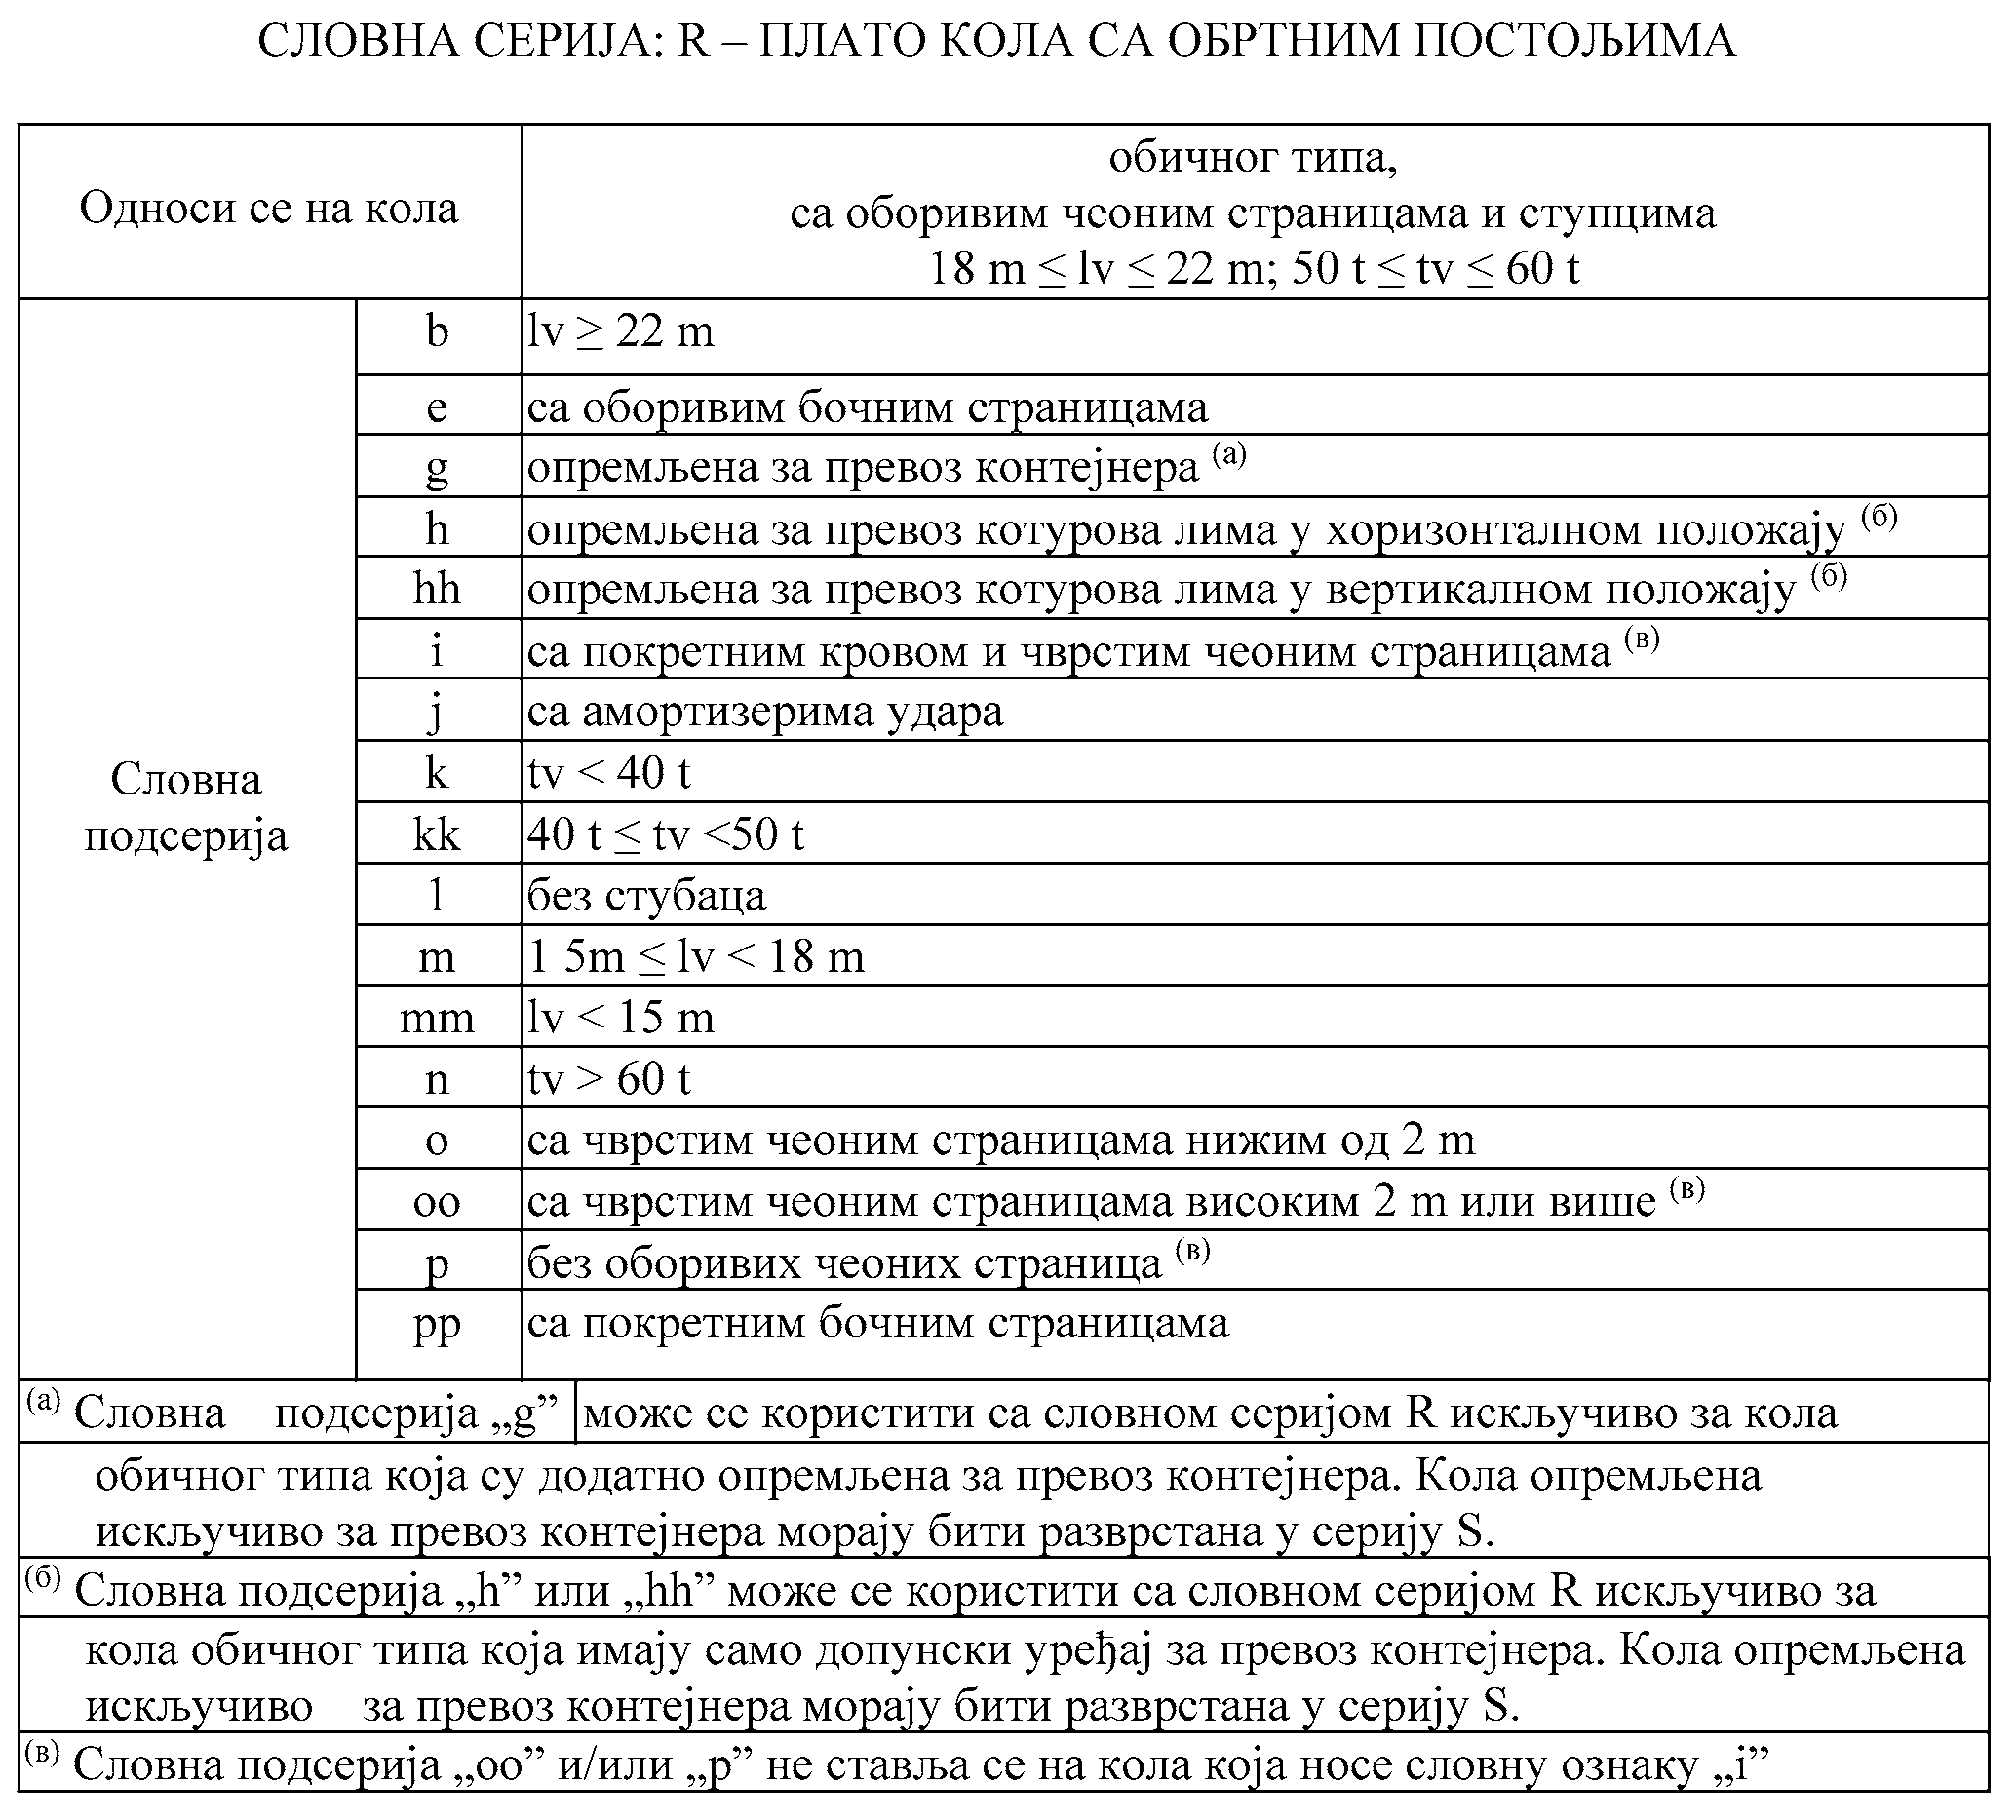 СЛОВНА СЕРИЈА: R – ПЛАТО КОЛА СА ОБРТНИМ ПОСТОЉИМА
Односи се на кола
обичног типа,
са оборивим чеоним страницама и ступцима
18 m ≤ lv ≤ 22 m; 50 t ≤ tv ≤ 60 t
Словна
подсерија
b lv ≥ 22 m
e са оборивим бочним страницама
g опремљена за превоз контејнера (а)
h опремљена за превоз котурова лима у хоризонталном положају (б)
hh опремљена за превоз котурова лима у вертикалном положају (б)
i са покретним кровом и чврстим чеоним страницама (в)
j са амортизерима удара
k tv < 40 t
kk 40 t ≤ tv <50 t
l без стубаца
m 1 5m ≤ lv < 18 m
mm lv < 15 m
n tv > 60 t
o са чврстим чеоним страницама нижим од 2 m
oo са чврстим чеоним страницама високим 2 m или више (в)
p без оборивих чеоних страница (в)
pp са покретним бочним страницама
(а) Словна подсерија „g” може се користити са словном серијом R искључиво за кола
обичног типа која су додатно опремљена за превоз контејнера. Кола опремљена
искључиво за превоз контејнера морају бити разврстана у серију S.
(б) Словна подсерија „h” или „hh” може се користити са словном серијом R искључиво за
кола обичног типа која имају само допунски уређај за превоз контејнера. Кола опремљена
искључиво за превоз контејнера морају бити разврстана у серију S.
(в) Словна подсерија „oo” и/или „p” не ставља се на кола која носе словну ознаку „i”